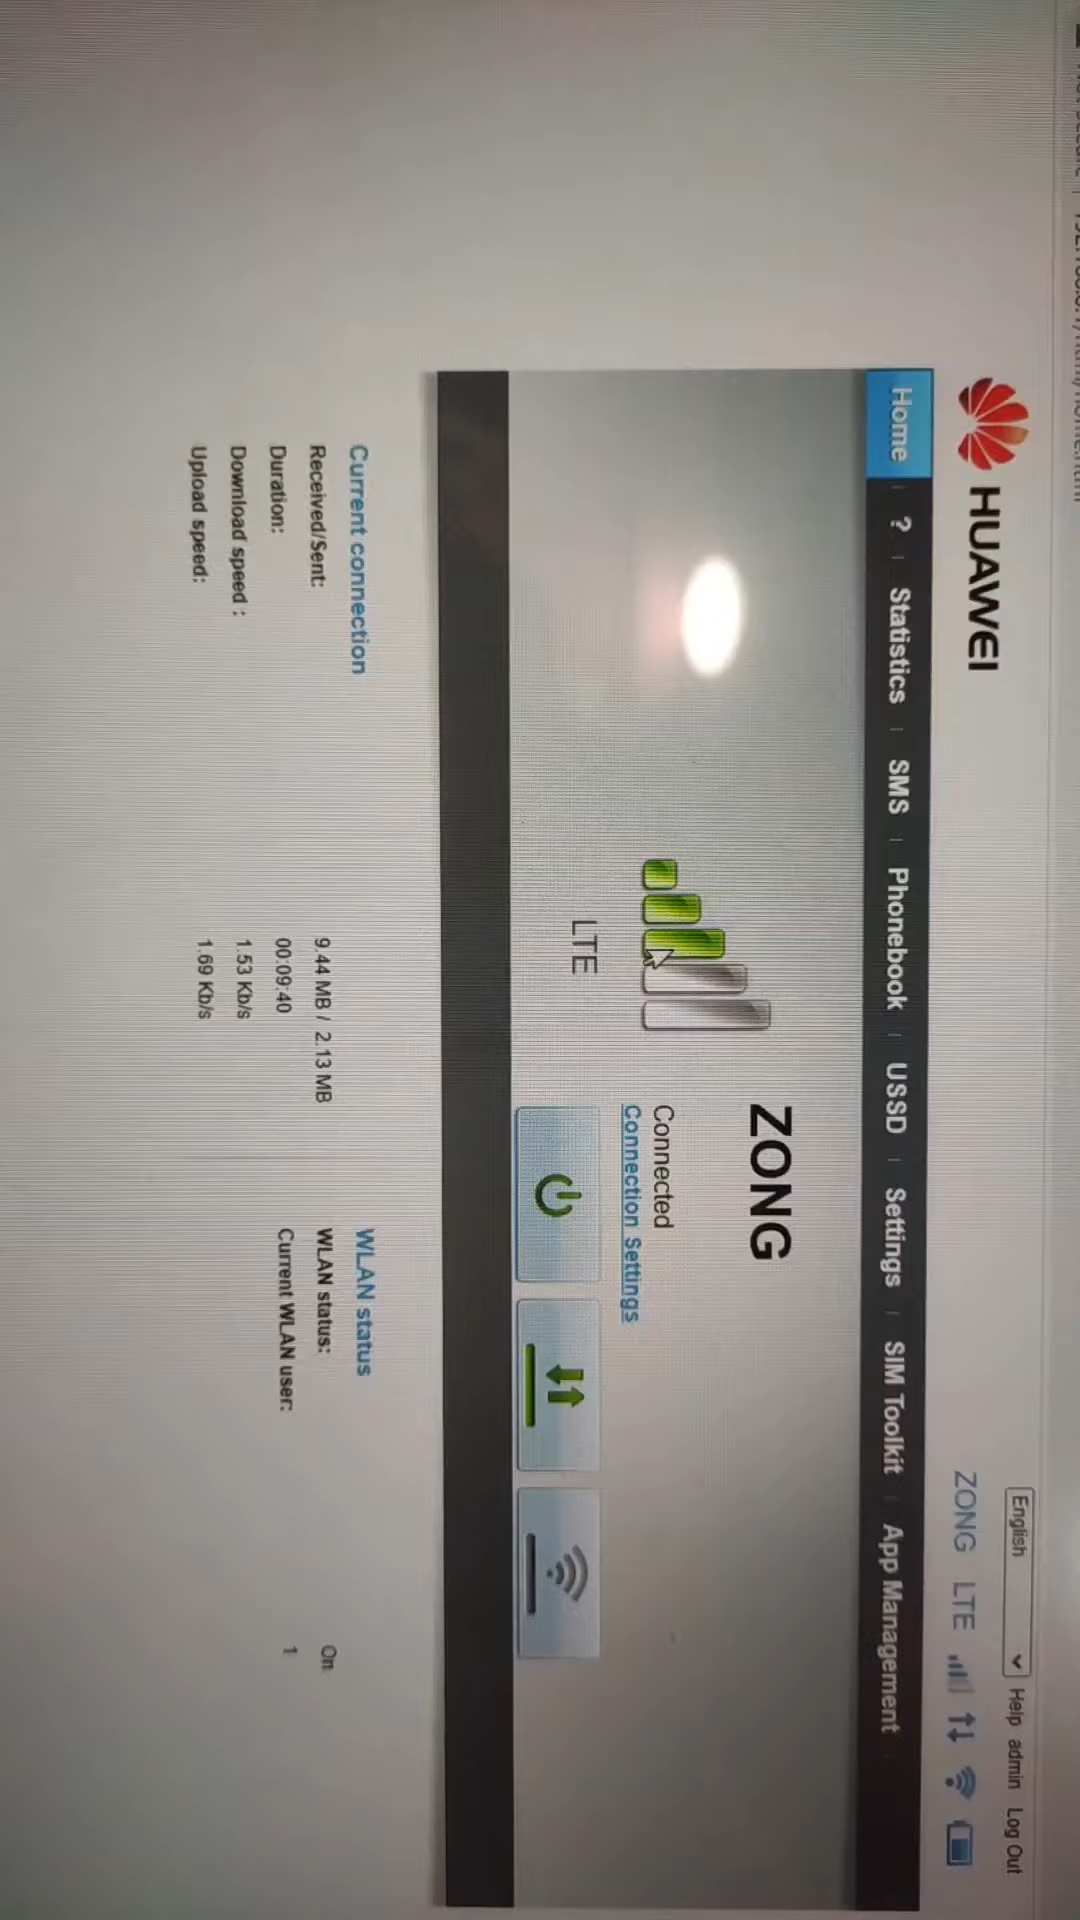 HUAWEI
English Help admin Log Out
ZONG LTE
Home | ? | Statistics | SMS | Phonebook | USSD | Settings | SIM Toolkit | App Management
ZONG
Connected
Connection Settings
LTE
Current connection
Received/Sent: 9.44 MB / 2.13 MB
Duration: 00:09:40
Download speed : 1.53 Kb/s
Upload speed: 1.69 Kb/s
WLAN status
WLAN status: On
Current WLAN user: 1